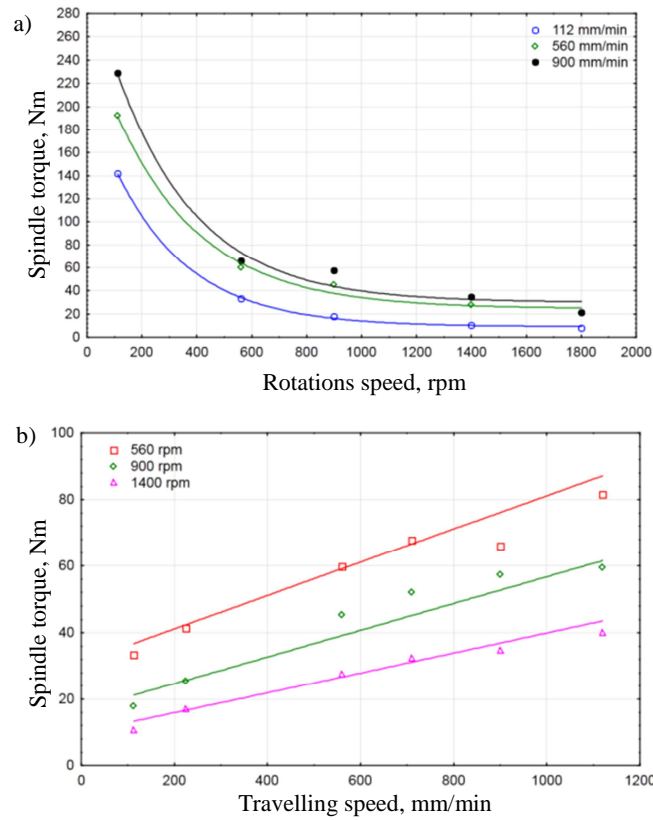 a)
280
260
240
220
200
180
160
140
120
100
80
60
40
20
0
Spindle torque, Nm
112 mm/min
560 mm/min
900 mm/min
0 200 400 600 800 1000 1200 1400 1600 1800 2000
Rotations speed, rpm
b)
100
80
60
40
20
0
Spindle torque, Nm
560 rpm
900 rpm
1400 rpm
0 200 400 600 800 1000 1200
Travelling speed, mm/min